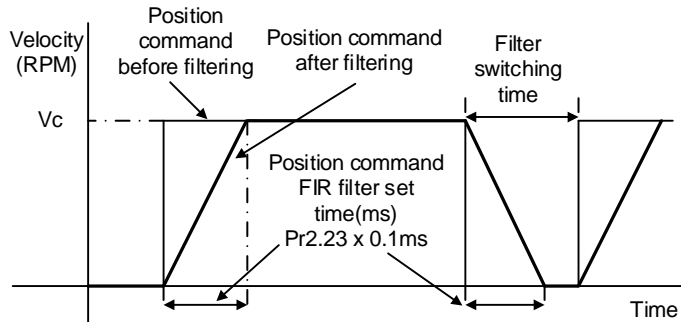 Velocity
(RPM)
Position
command
before filtering
Position command
after filtering
Filter
switching
time
Vc
Position command
FIR filter set
time(ms)
Pr2.23 x 0.1ms
Time